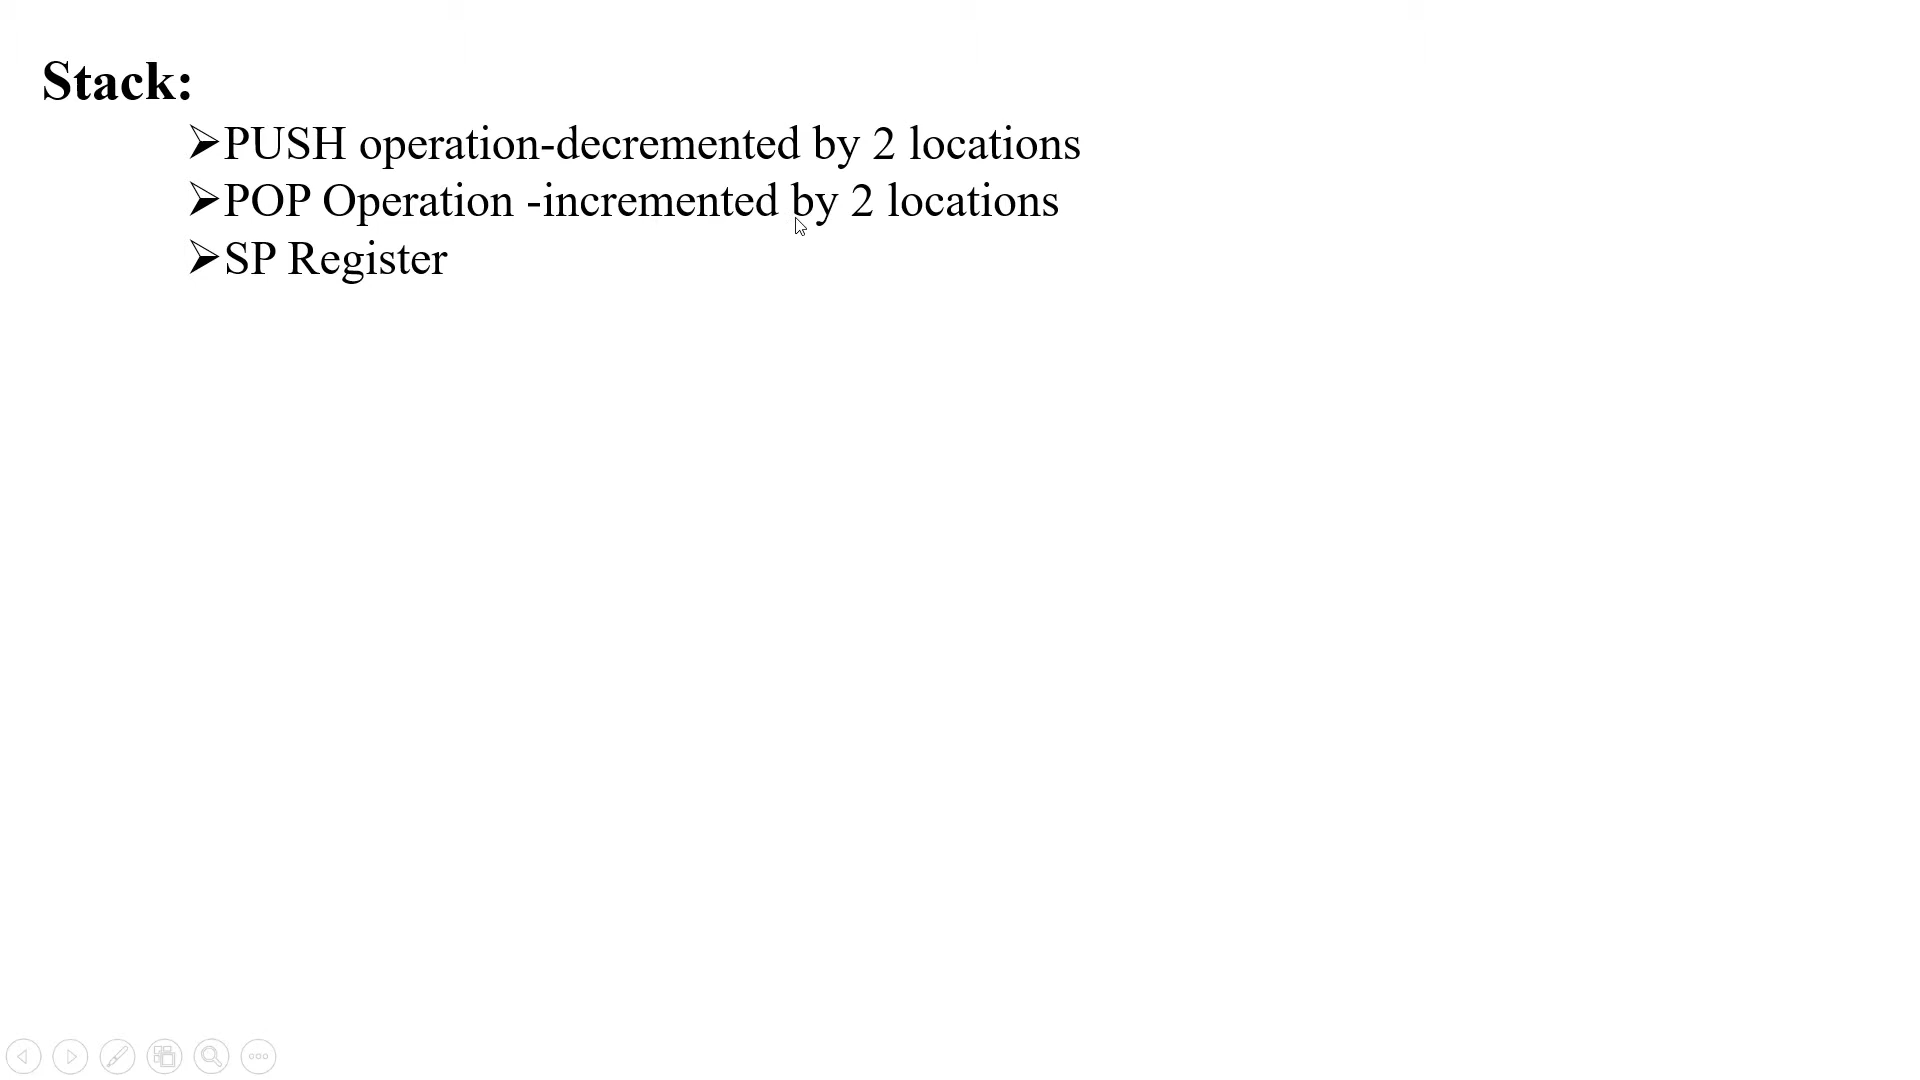 Stack:
➢PUSH operation-decremented by 2 locations
➢POP Operation -incremented by 2 locations
➢SP Register